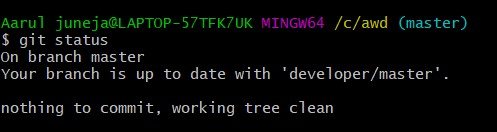 Aarul juneja@LAPTOP-57TFK7UK MINGW64 /c/awd (master)
$ git status
On branch master
Your branch is up to date with 'developer/master'.
nothing to commit, working tree clean